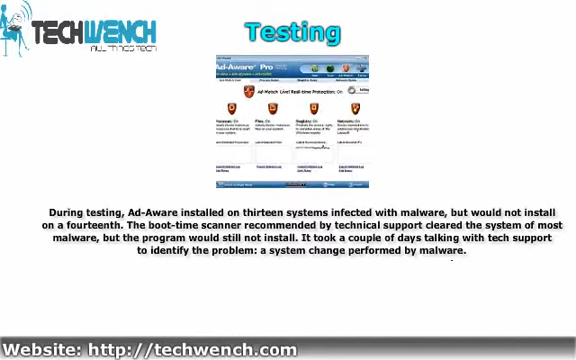 TECHWENCH
ALL THINGS TECH
Testing
Ad-Aware Pro
Ad-Watch Live! Real-time Protection: On
During testing, Ad-Aware installed on thirteen systems infected with malware, but would not install
on a fourteenth. The boot-time scanner recommended by technical support cleared the system of most
malware, but the program would still not install. It took a couple of days talking with tech support
to identify the problem: a system change performed by malware.
Website: http://techwench.com